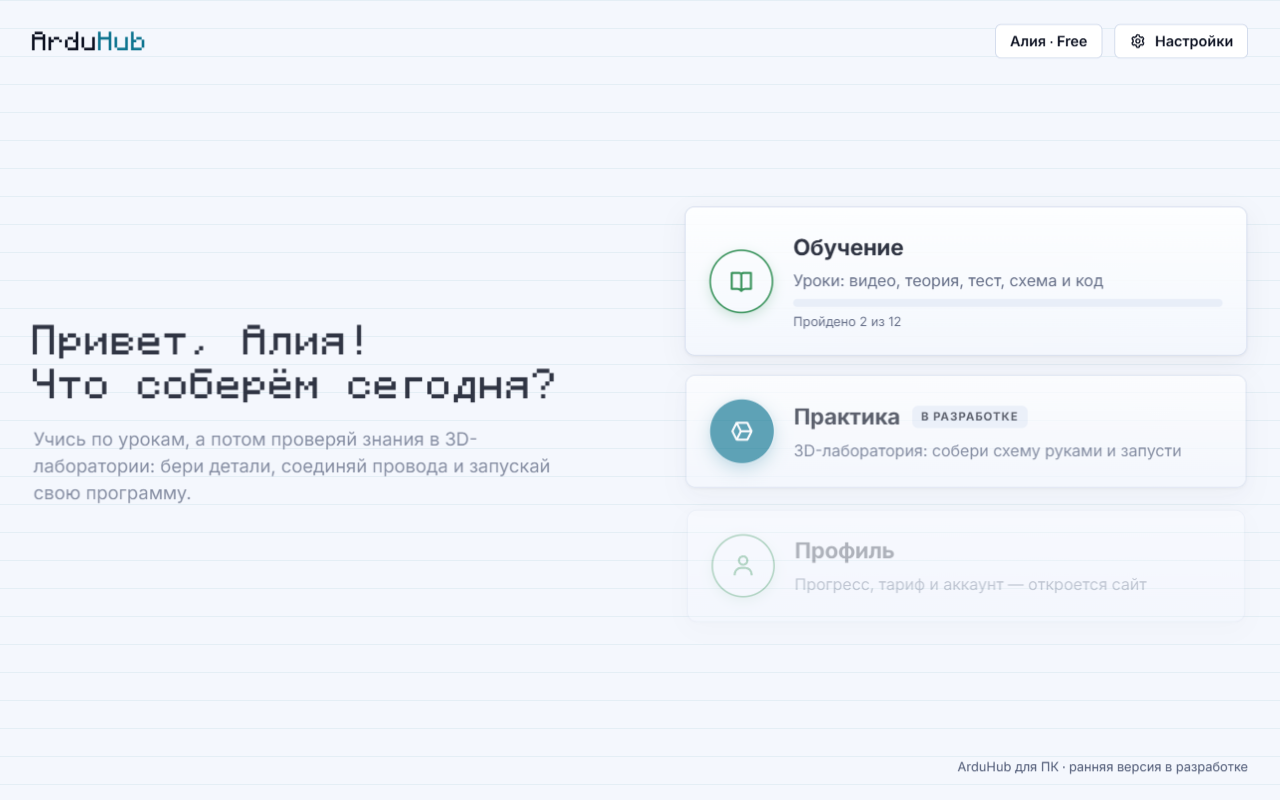 ArduHub
Алия · Free
Настройки
Привет, Алия!
Что соберём сегодня?
Учись по урокам, а потом проверяй знания в 3D-
лаборатории: бери детали, соединяй провода и запускай
свою программу.
Обучение
Уроки: видео, теория, тест, схема и код
Пройдено 2 из 12
Практика В РАЗРАБОТКЕ
3D-лаборатория: собери схему руками и запусти
Профиль
Прогресс, тариф и аккаунт — откроется сайт
ArduHub для ПК · ранняя версия в разработке